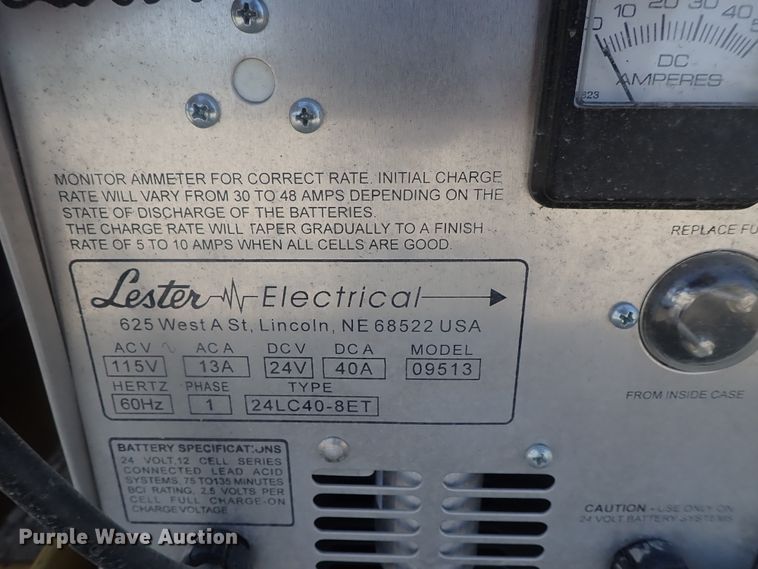 0 10 20 30 40
DC
AMPERES
823
MONITOR AMMETER FOR CORRECT RATE. INITIAL CHARGE
RATE WILL VARY FROM 30 TO 48 AMPS DEPENDING ON THE
STATE OF DISCHARGE OF THE BATTERIES.
THE CHARGE RATE WILL TAPER GRADUALLY TO A FINISH
RATE OF 5 TO 10 AMPS WHEN ALL CELLS ARE GOOD.
REPLACE FU
Lester Electrical
625 West A St, Lincoln, NE 68522 USA
AC V AC A DC V DC A MODEL
115V 13A 24V 40A 09513
HERTZ PHASE TYPE
60Hz 1 24LC40-8ET
FROM INSIDE CASE
BATTERY SPECIFICATIONS
24 VOLT, 12 CELL SERIES
CONNECTED LEAD ACID
SYSTEMS, 75 TO 135 MINUTES
BCI RATING, 2.5 VOLTS PER
CELL FULL CHARGE-ON
CHARGE VOLTAGE
CAUTION - USE ONLY ON
24 VOLT BATTERY SYSTEMS
Purple Wave Auction